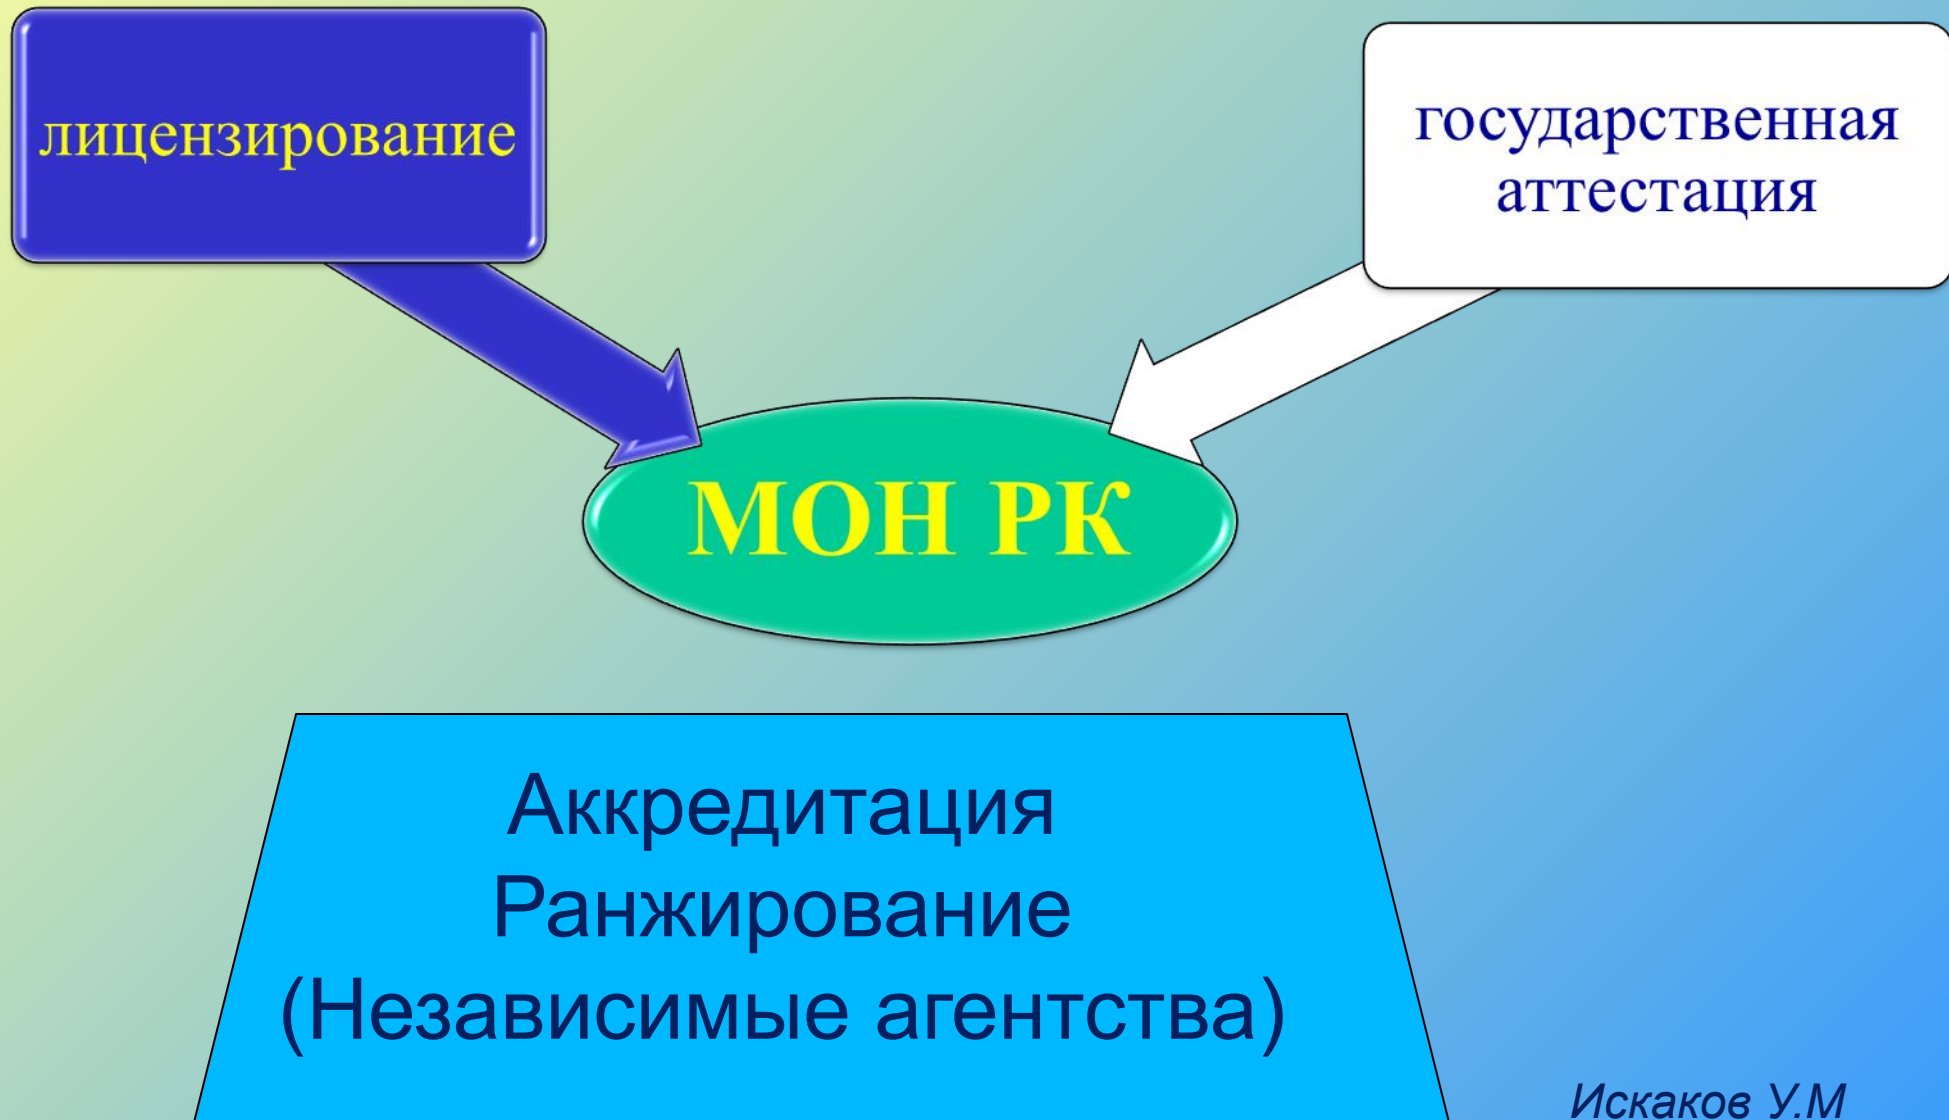 лицензирование
государственная
аттестация
МОН РК
Аккредитация
Ранжирование
(Независимые агентства)
Искаков У.М